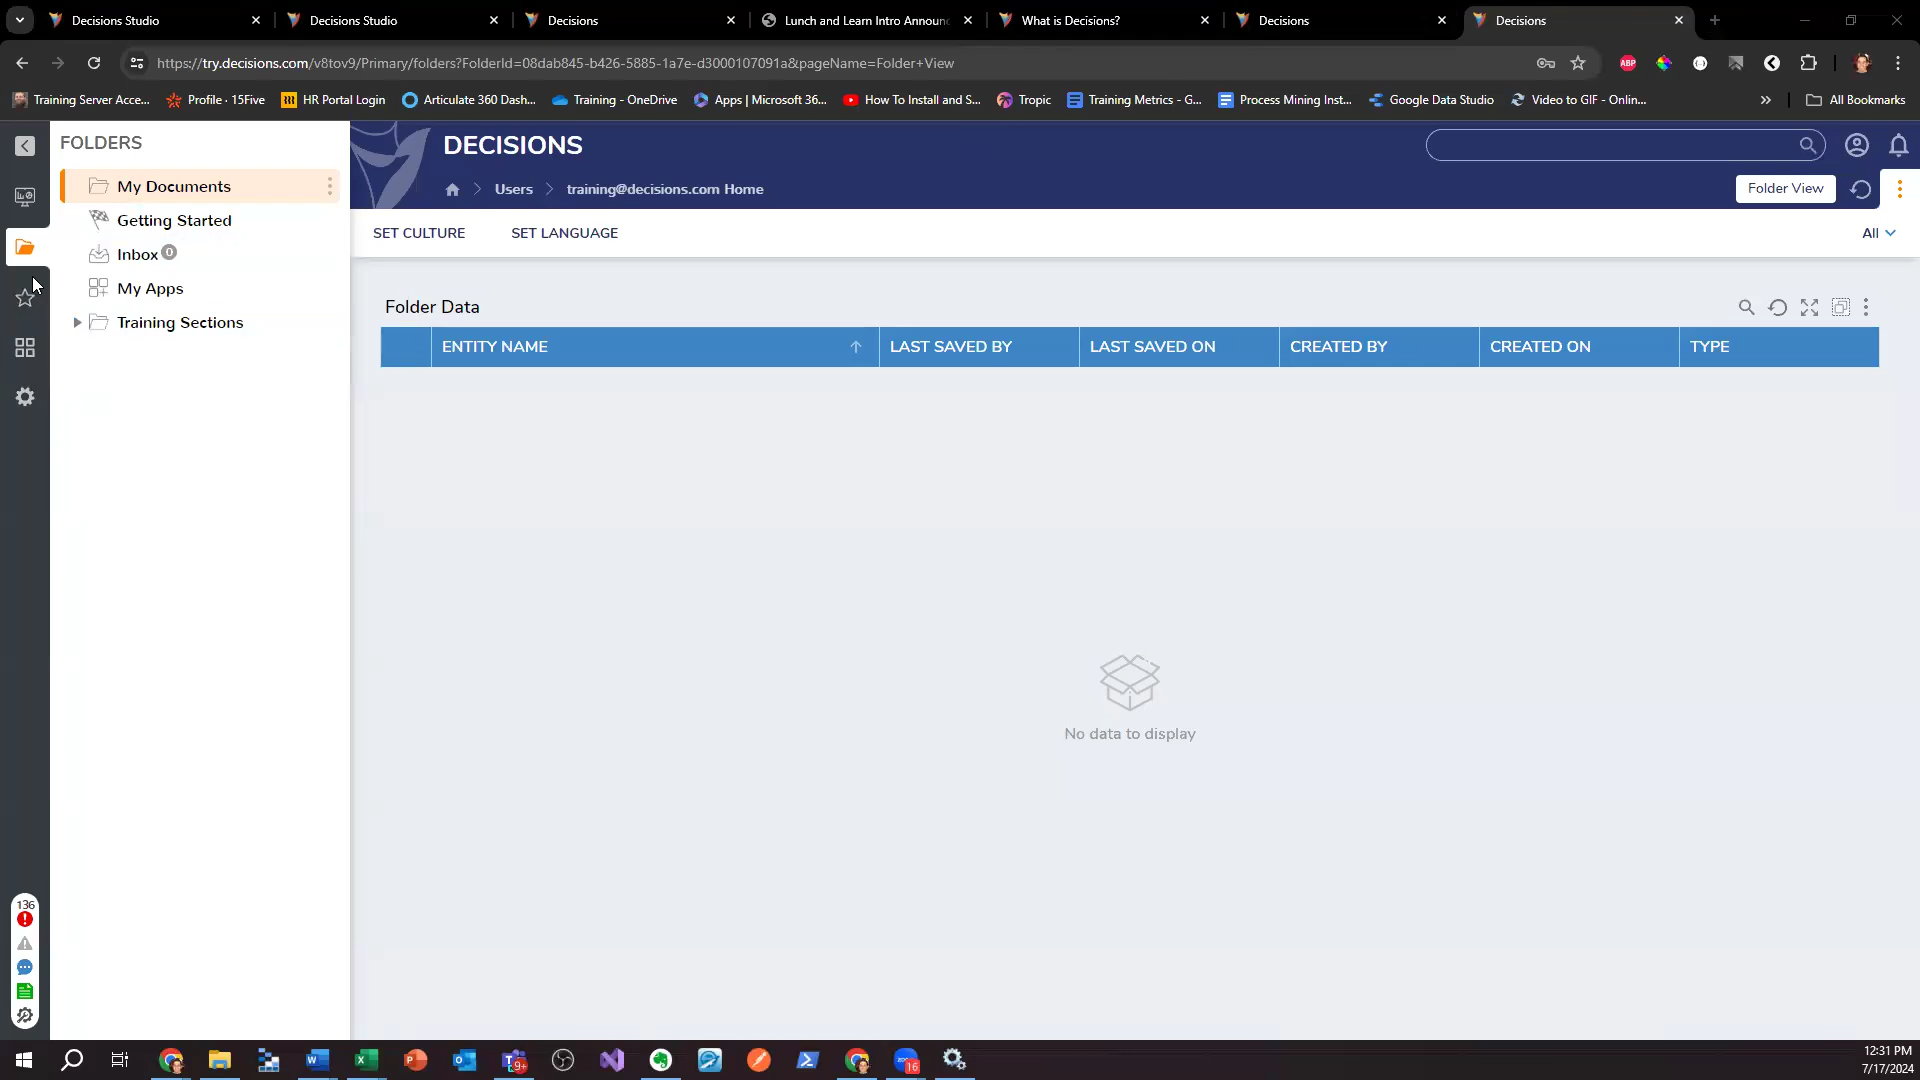 Decisions Studio
Decisions Studio
Decisions
Lunch and Learn Intro Announ
What is Decisions?
Decisions
Decisions
https://try.decisions.com/v8tov9/Primary/folders?FolderId=08dab845-b426-5885-1a7e-d3000107091a&pageName=Folder+View
ABP
Training Server Acce...
Profile · 15Five
HR Portal Login
Articulate 360 Dash...
Training - OneDrive
Apps | Microsoft 36...
How To Install and S...
Tropic
Training Metrics - G...
Process Mining Inst...
Google Data Studio
Video to GIF - Onlin...
All Bookmarks
FOLDERS
My Documents
Getting Started
Inbox 0
My Apps
Training Sections
DECISIONS
Users
training@decisions.com Home
Folder View
SET CULTURE
SET LANGUAGE
All
Folder Data
ENTITY NAME
LAST SAVED BY
LAST SAVED ON
CREATED BY
CREATED ON
TYPE
No data to display
136
9+
16
12:31 PM
7/17/2024